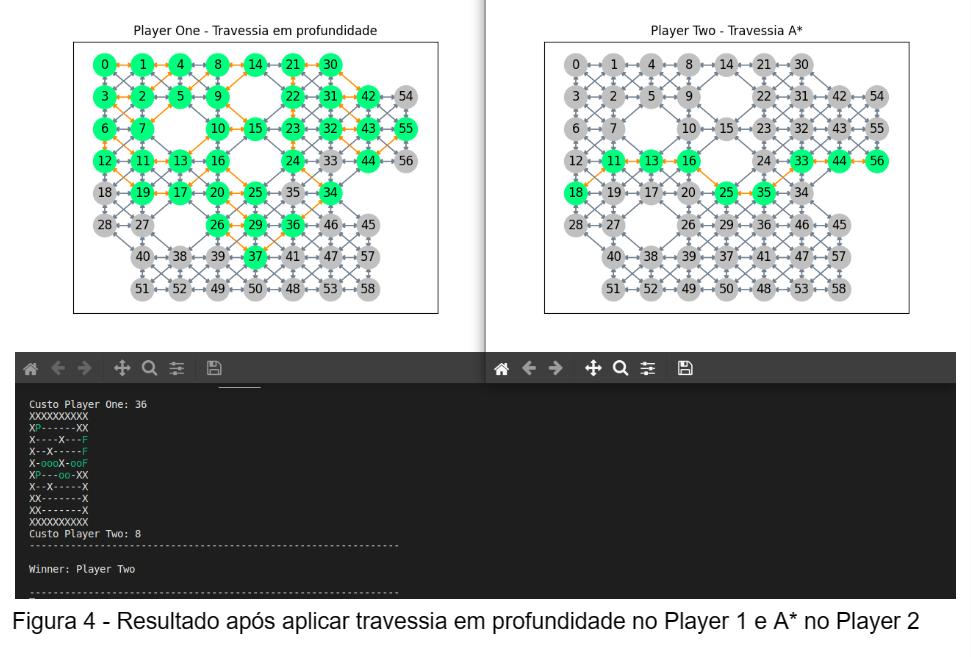 Player One - Travessia em profundidade
0 1 4 8 14 21 30
3 2 5 9 22 31 42 54
6 7 10 15 23 32 43 55
12 11 13 16 24 33 44 56
18 19 17 20 25 35 34
28 27 26 29 36 46 45
40 38 39 37 41 47 57
51 52 49 50 48 53 58
Player Two - Travessia A*
0 1 4 8 14 21 30
3 2 5 9 22 31 42 54
6 7 10 15 23 32 43 55
12 11 13 16 24 33 44 56
18 19 17 20 25 35 34
28 27 26 29 36 46 45
40 38 39 37 41 47 57
51 52 49 50 48 53 58
Custo Player One: 36
XXXXXXXXXX
XP------XX
X----X---F
X--X-----F
X-oooX-ooF
XP---oo-XX
X--X-----X
XX-------X
XX-------X
XXXXXXXXXX
Custo Player Two: 8
--------------------------------------------------------------
Winner: Player Two
--------------------------------------------------------------
Figura 4 - Resultado após aplicar travessia em profundidade no Player 1 e A* no Player 2